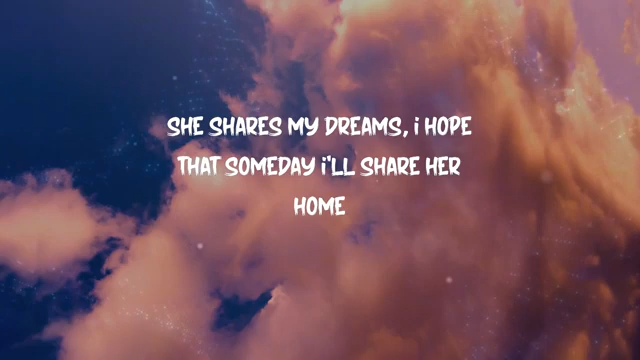 SHE SHARES MY DREAMS, i HOPE
THAT SOMEDAY i'LL SHARE HER
HOME